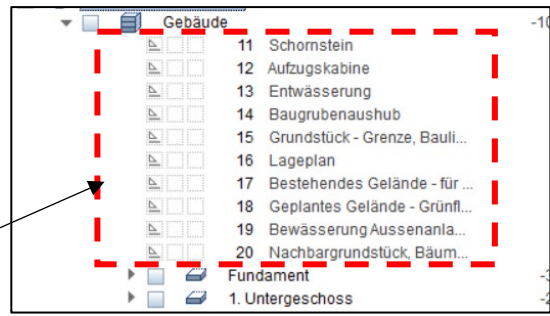 Gebäude -10
11 Schornstein
12 Aufzugskabine
13 Entwässerung
14 Baugrubenaushub
15 Grundstück - Grenze, Bauli...
16 Lageplan
17 Bestehendes Gelände - für ...
18 Geplantes Gelände - Grünfl...
19 Bewässerung Aussenanla...
20 Nachbargrundstück, Bäum...
Fundament
1. Untergeschoss